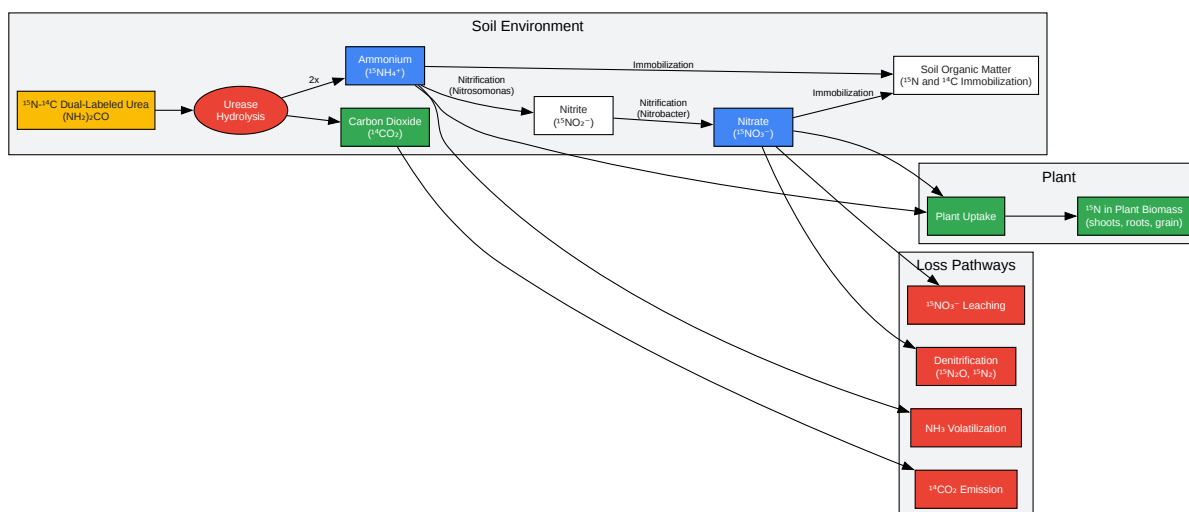 Soil Environment
¹⁵N-¹⁴C Dual-Labeled Urea
(NH₂)₂CO
Urease
Hydrolysis
2x
Ammonium
(¹⁵NH₄⁺)
Carbon Dioxide
(¹⁴CO₂)
Nitrification
(Nitrosomonas)
Nitrite
(¹⁵NO₂⁻)
Nitrification
(Nitrobacter)
Nitrate
(¹⁵NO₃⁻)
Immobilization
Immobilization
Soil Organic Matter
(¹⁵N and ¹⁴C Immobilization)
Plant
Plant Uptake
¹⁵N in Plant Biomass
(shoots, roots, grain)
Loss Pathways
¹⁵NO₃⁻ Leaching
Denitrification
(¹⁵N₂O, ¹⁵N₂)
NH₃ Volatilization
¹⁴CO₂ Emission